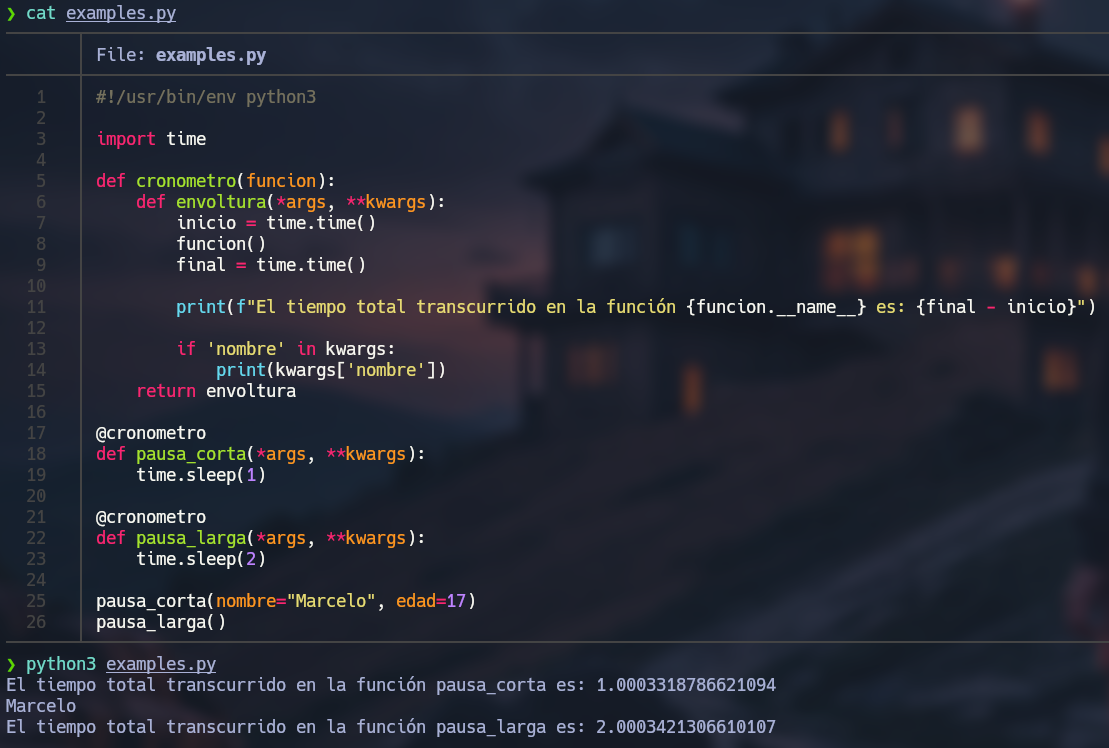 ❯ cat examples.py
File: examples.py
1 #!/usr/bin/env python3
2
3 import time
4
5 def cronometro(funcion):
6     def envoltura(*args, **kwargs):
7         inicio = time.time()
8         funcion()
9         final = time.time()
10
11         print(f"El tiempo total transcurrido en la función {funcion.__name__} es: {final - inicio}")
12
13         if 'nombre' in kwargs:
14             print(kwargs['nombre'])
15     return envoltura
16
17 @cronometro
18 def pausa_corta(*args, **kwargs):
19     time.sleep(1)
20
21 @cronometro
22 def pausa_larga(*args, **kwargs):
23     time.sleep(2)
24
25 pausa_corta(nombre="Marcelo", edad=17)
26 pausa_larga()
❯ python3 examples.py
El tiempo total transcurrido en la función pausa_corta es: 1.0003318786621094
Marcelo
El tiempo total transcurrido en la función pausa_larga es: 2.0003421306610107